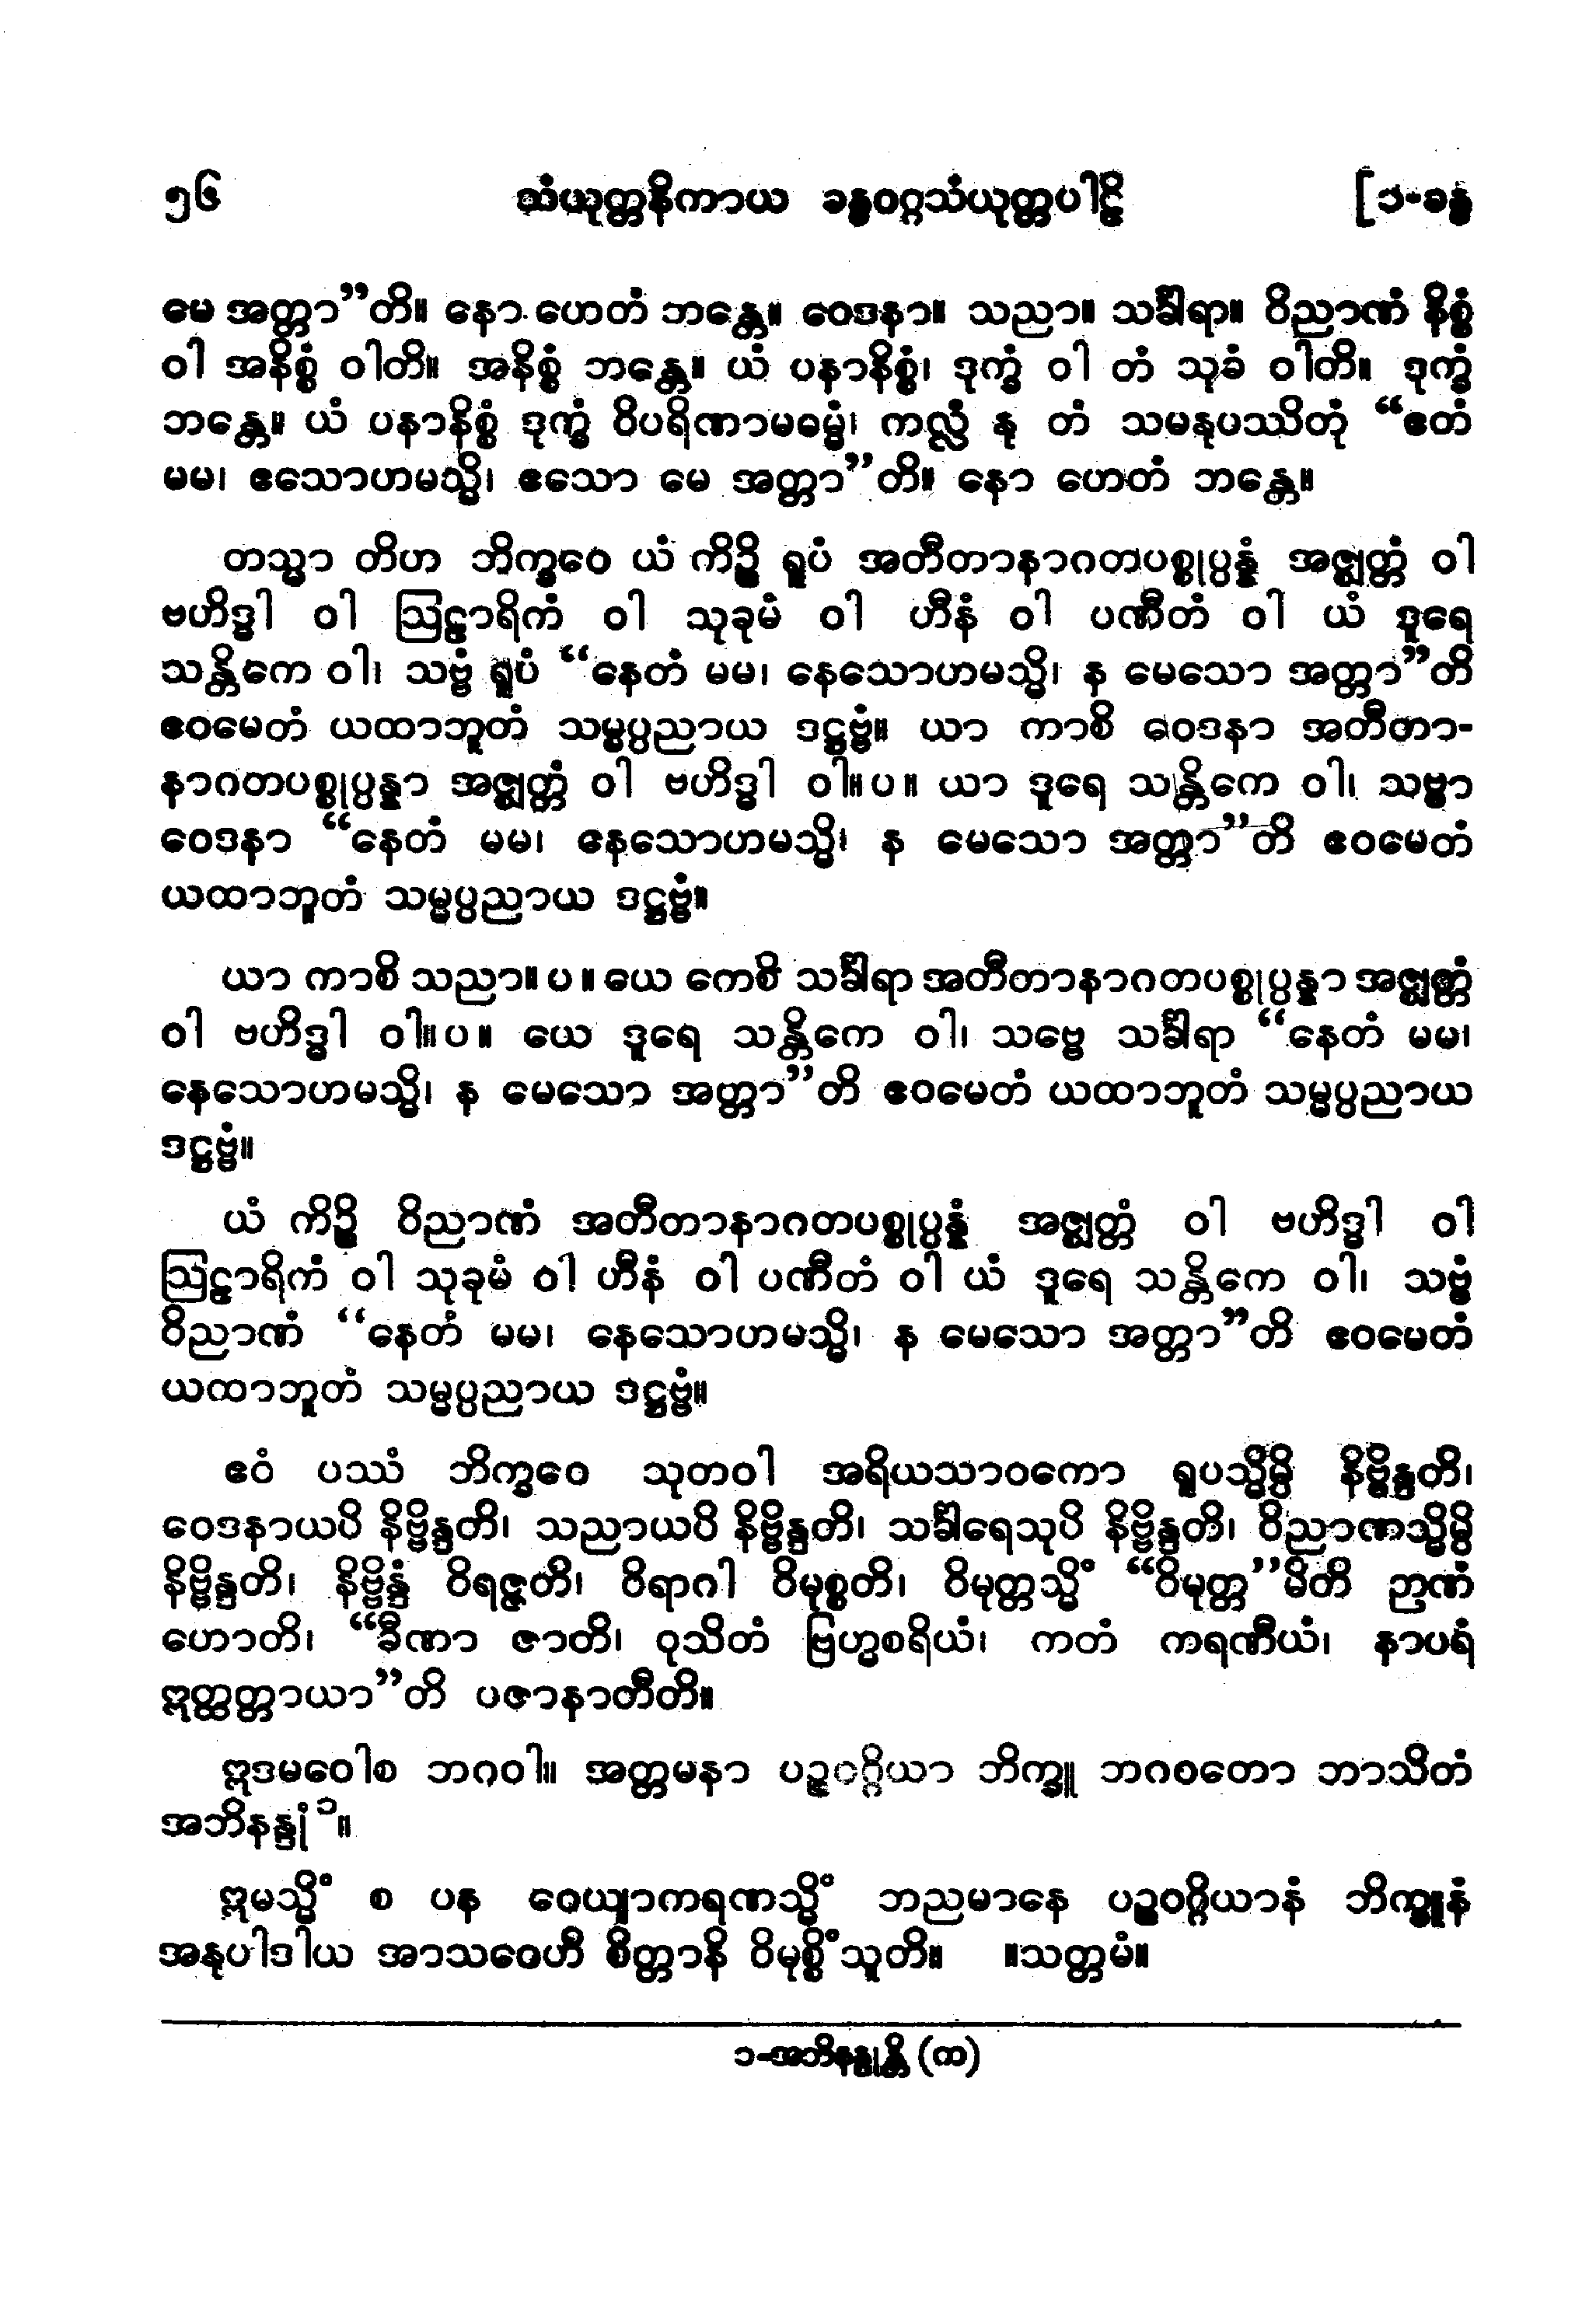 ၅၆ သံယုတ္တနိကာယ ခန္ဓဝဂ္ဂသံယုတ္တပါဠိ [၁-ခန္ဓ
မေ အတ္တာ”တိ။ နော ဟေတံ ဘန္တေ။ ဝေဒနာ။ သညာ။ သင်္ခါရာ။ ဝိညာဏံ နိစ္စံ
ဝါ အနိစ္စံ ဝါတိ။ အနိစ္စံ ဘန္တေ။ ယံ ပနာနိစ္စံ၊ ဒုက္ခံ ဝါ တံ သုခံ ဝါတိ။ ဒုက္ခံ
ဘန္တေ။ ယံ ပနာနိစ္စံ ဒုက္ခံ ဝိပရိဏာမဓမ္မံ၊ ကလ္လံ နု တံ သမနုပဿိတုံ “ဧတံ
မမ၊ ဧသောဟမသ္မိ၊ ဧသော မေ အတ္တာ”တိ။ နော ဟေတံ ဘန္တေ။
တသ္မာ တိဟ ဘိက္ခဝေ ယံ ကိဉ္စိ ရူပံ အတီတာနာဂတပစ္စုပ္ပန္နံ အဇ္ဈတ္တံ ဝါ
ဗဟိဒ္ဓါ ဝါ ဩဠာရိကံ ဝါ သုခုမံ ဝါ ဟီနံ ဝါ ပဏီတံ ဝါ ယံ ဒူရေ
သန္တိကေ ဝါ၊ သဗ္ဗံ ရူပံ “နေတံ မမ၊ နေသောဟမသ္မိ၊ န မေသော အတ္တာ”တိ
ဧဝမေတံ ယထာဘူတံ သမ္မပ္ပညာယ ဒဋ္ဌဗ္ဗံ။ ယာ ကာစိ ဝေဒနာ အတီတာ-
နာဂတပစ္စုပ္ပန္နာ အဇ္ဈတ္တံ ဝါ ဗဟိဒ္ဓါ ဝါ။ပ။ ယာ ဒူရေ သန္တိကေ ဝါ၊ သဗ္ဗာ
ဝေဒနာ “နေတံ မမ၊ နေသောဟမသ္မိ၊ န မေသော အတ္တာ”တိ ဧဝမေတံ
ယထာဘူတံ သမ္မပ္ပညာယ ဒဋ္ဌဗ္ဗံ။
ယာ ကာစိ သညာ။ပ။ ယေ ကေစိ သင်္ခါရာ အတီတာနာဂတပစ္စုပ္ပန္နာ အဇ္ဈတ္တံ
ဝါ ဗဟိဒ္ဓါ ဝါ။ပ။ ယေ ဒူရေ သန္တိကေ ဝါ၊ သဗ္ဗေ သင်္ခါရာ “နေတံ မမ၊
နေသောဟမသ္မိ၊ န မေသော အတ္တာ”တိ ဧဝမေတံ ယထာဘူတံ သမ္မပ္ပညာယ
ဒဋ္ဌဗ္ဗံ။
ယံ ကိဉ္စိ ဝိညာဏံ အတီတာနာဂတပစ္စုပ္ပန္နံ အဇ္ဈတ္တံ ဝါ ဗဟိဒ္ဓါ ဝါ
ဩဠာရိကံ ဝါ သုခုမံ ဝါ ဟီနံ ဝါ ပဏီတံ ဝါ ယံ ဒူရေ သန္တိကေ ဝါ၊ သဗ္ဗံ
ဝိညာဏံ “နေတံ မမ၊ နေသောဟမသ္မိ၊ န မေသော အတ္တာ”တိ ဧဝမေတံ
ယထာဘူတံ သမ္မပ္ပညာယ ဒဋ္ဌဗ္ဗံ။
ဧဝံ ပဿံ ဘိက္ခဝေ သုတဝါ အရိယသာဝကော ရူပသ္မိမ္ပိ နိဗ္ဗိန္ဒတိ၊
ဝေဒနာယပိ နိဗ္ဗိန္ဒတိ၊ သညာယပိ နိဗ္ဗိန္ဒတိ၊ သင်္ခါရေသုပိ နိဗ္ဗိန္ဒတိ၊ ဝိညာဏသ္မိမ္ပိ
နိဗ္ဗိန္ဒတိ၊ နိဗ္ဗိန္ဒံ ဝိရဇ္ဇတိ၊ ဝိရာဂါ ဝိမုစ္စတိ၊ ဝိမုတ္တသ္မိံ “ဝိမုတ္တ”မိတိ ဉာဏံ
ဟောတိ၊ “ခီဏာ ဇာတိ၊ ဝုသိတံ ဗြဟ္မစရိယံ၊ ကတံ ကရဏီယံ၊ နာပရံ
ဣတ္ထတ္တာယာ”တိ ပဇာနာတီတိ။
ဣဒမဝေါစ ဘဂဝါ။ အတ္တမနာ ပဉ္စဝဂ္ဂိယာ ဘိက္ခူ ဘဂဝတော ဘာသိတံ
အဘိနန္ဒုံ၁။
ဣမသ္မိံ စ ပန ဝေယျာကရဏသ္မိံ ဘညမာနေ ပဉ္စဝဂ္ဂိယာနံ ဘိက္ခူနံ
အနုပါဒါယ အာသဝေဟိ စိတ္တာနိ ဝိမုစ္စိံသူတိ။ ။သတ္တမံ။
၁-အဘိနန္ဒုန္တိ (က)